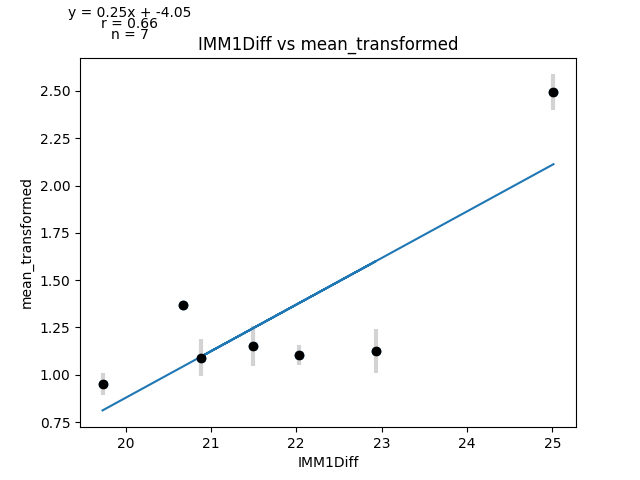 y = 0.25x + -4.05
r = 0.66
n = 7
IMM1Diff vs mean_transformed
2.50
2.25
2.00
1.75
1.50
1.25
1.00
0.75
mean_transformed
20
21
22
23
24
25
IMM1Diff